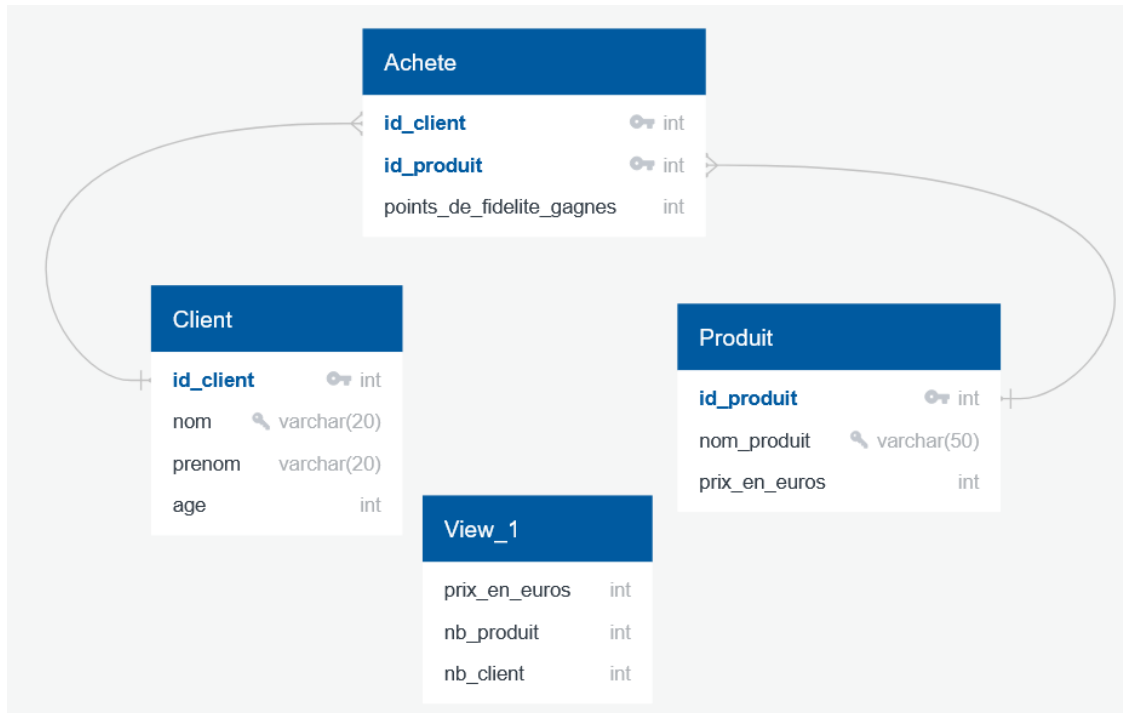 Achete
id_client int
id_produit int
points_de_fidelite_gagnes int
Client
id_client int
nom varchar(20)
prenom varchar(20)
age int
Produit
id_produit int
nom_produit varchar(50)
prix_en_euros int
View_1
prix_en_euros int
nb_produit int
nb_client int